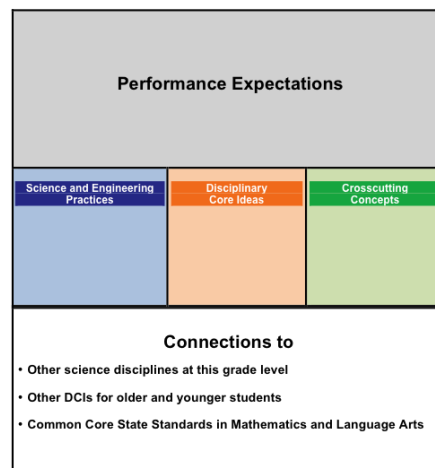 Performance Expectations
Science and Engineering
Practices
Disciplinary
Core Ideas
Crosscutting
Concepts
Connections to
• Other science disciplines at this grade level
• Other DCIs for older and younger students
• Common Core State Standards in Mathematics and Language Arts